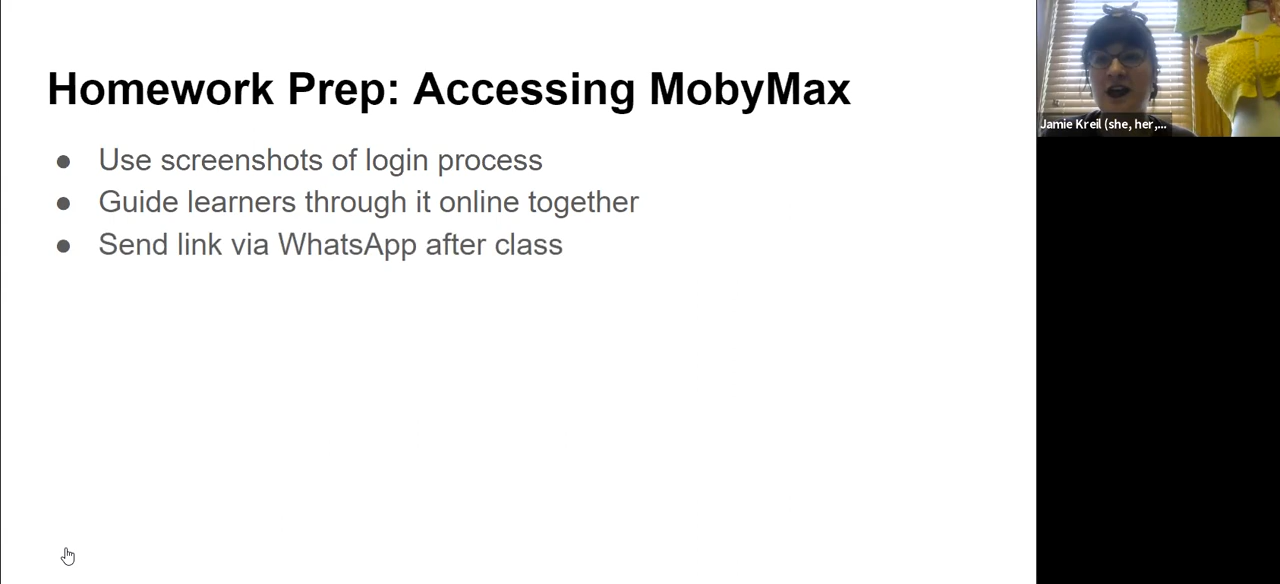 Homework Prep: Accessing MobyMax
● Use screenshots of login process
● Guide learners through it online together
● Send link via WhatsApp after class
Jamie Kreil (she, her,...